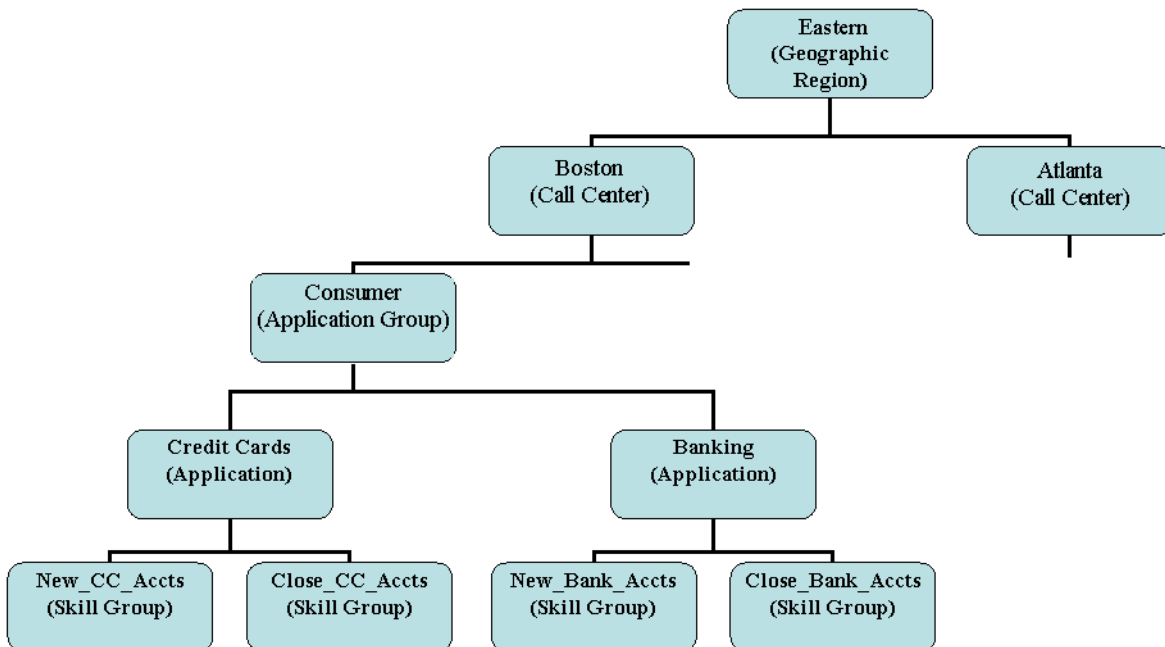 Eastern
(Geographic
Region)
Boston
(Call Center)
Atlanta
(Call Center)
Consumer
(Application Group)
Credit Cards
(Application)
Banking
(Application)
New_CC_Accts
(Skill Group)
Close_CC_Accts
(Skill Group)
New_Bank_Accts
(Skill Group)
Close_Bank_Accts
(Skill Group)